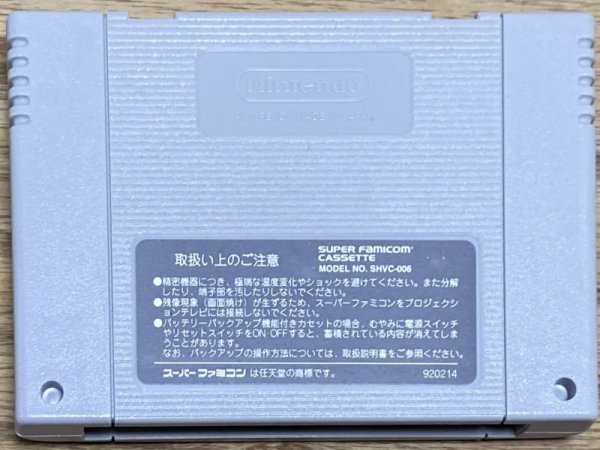 Nintendo
PAT. PEND. MADE IN JAPAN
取扱い上のご注意
SUPER FAMICOM
CASSETTE
MODEL NO. SHVC-006
●精密機器につき、極端な温度変化やショックを避けてください。また分解
したり、端子部を汚したりしないでください。
●残像現象（画面焼け）が生ずるため、スーパーファミコンをプロジェクシ
ョンテレビには接続しないでください。
●バッテリーバックアップ機能付きカセットの場合、むやみに電源スイッチ
やリセットスイッチをON・OFFすると、蓄積されている内容が消えてしま
うことがあります。
なお、バックアップの操作方法については、取扱説明書をご参照ください。
スーパーファミコン は任天堂の商標です。
920214